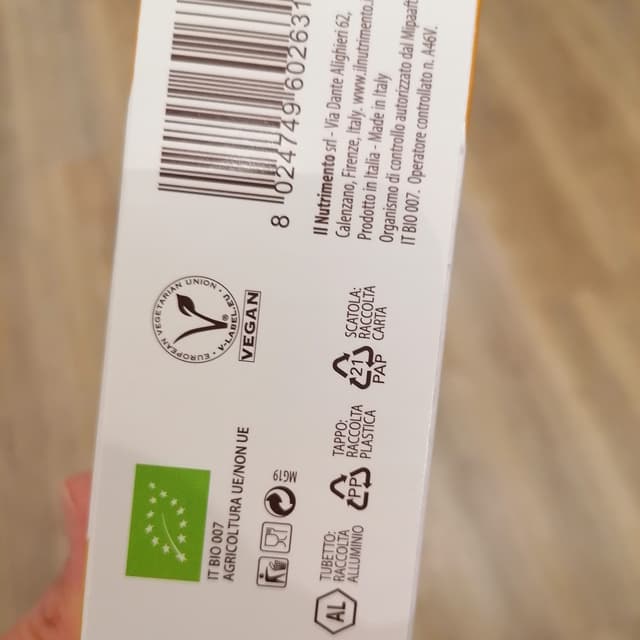 8 024749 602631
Il Nutrimento srl - Via Dante Alighieri 62,
Calenzano, Firenze, Italy. www.ilnutrimento.
Prodotto in Italia - Made in Italy
Organismo di controllo autorizzato dal Mipaaft
IT BIO 007. Operatore controllato n. A46V.
EUROPEAN VEGETARIAN UNION • V-LABEL.EU •
V®
VEGAN
IT BIO 007
AGRICOLTURA UE/NON UE
MG19
AL
TUBETTO:
RACCOLTA
ALLUMINIO
PP
TAPPO:
RACCOLTA
PLASTICA
21
PAP
SCATOLA:
RACCOLTA
CARTA